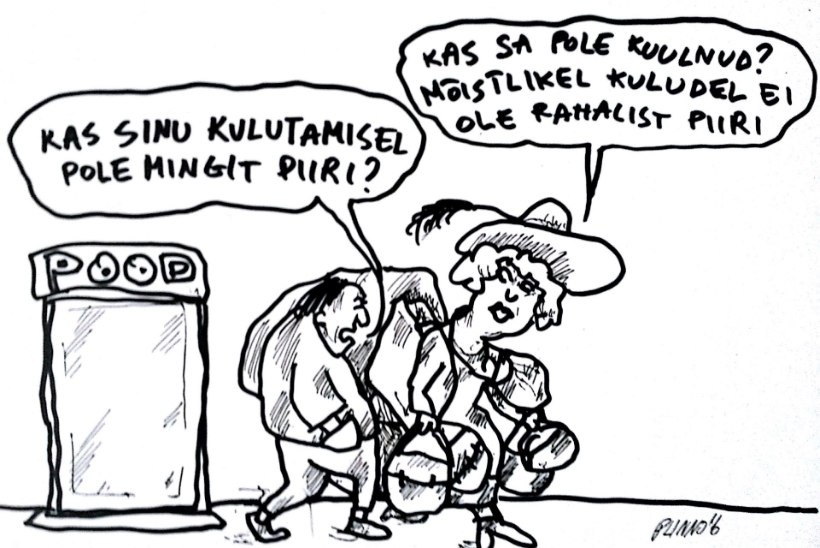 KAS SA POLE KUULNUD?
MÕISTLIKEL KULUDEL EI
OLE RAHALIST PIIRI
KAS SINU KULUTAMISEL
POLE MINGIT PIIRI?
POOD